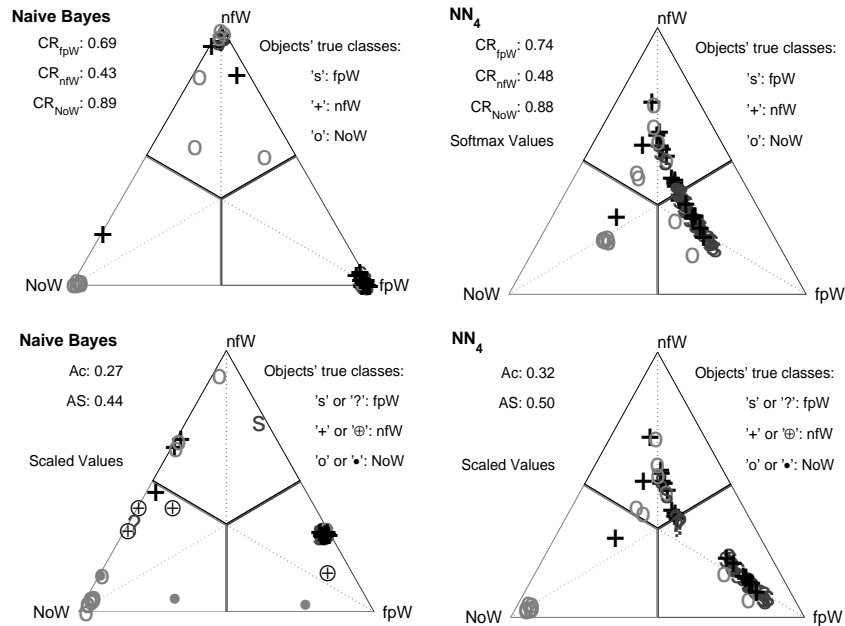 Naive Bayes
nfW
CR_fpW: 0.69
CR_nfW: 0.43
CR_NoW: 0.89
Objects' true classes:
's': fpW
'+': nfW
'o': NoW
NoW
fpW
NN_4
nfW
CR_fpW: 0.74
CR_nfW: 0.48
CR_NoW: 0.88
Softmax Values
Objects' true classes:
's': fpW
'+': nfW
'o': NoW
NoW
fpW
Naive Bayes
nfW
Ac: 0.27
AS: 0.44
Scaled Values
Objects' true classes:
's' or '?': fpW
'+' or '⊕': nfW
'o' or '•': NoW
NoW
fpW
NN_4
nfW
Ac: 0.32
AS: 0.50
Scaled Values
Objects' true classes:
's' or '?': fpW
'+' or '⊕': nfW
'o' or '•': NoW
NoW
fpW